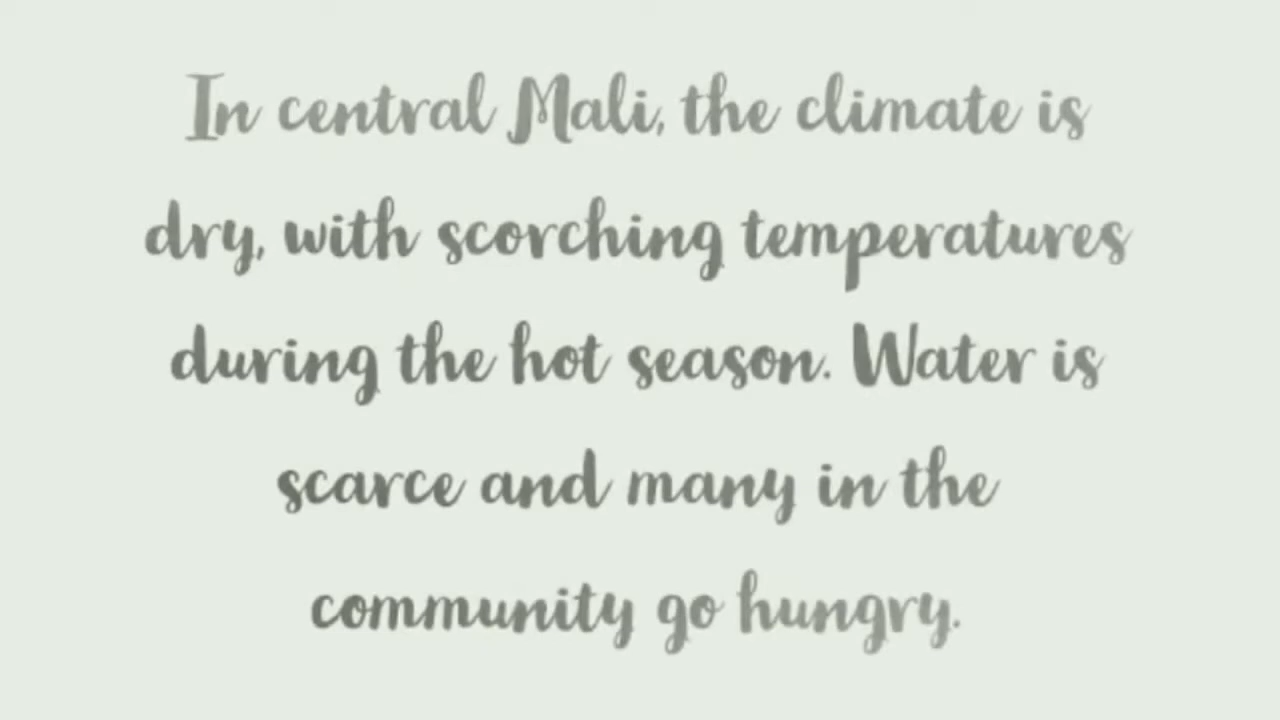 In central Mali, the climate is
dry, with scorching temperatures
during the hot season. Water is
scarce and many in the
community go hungry.